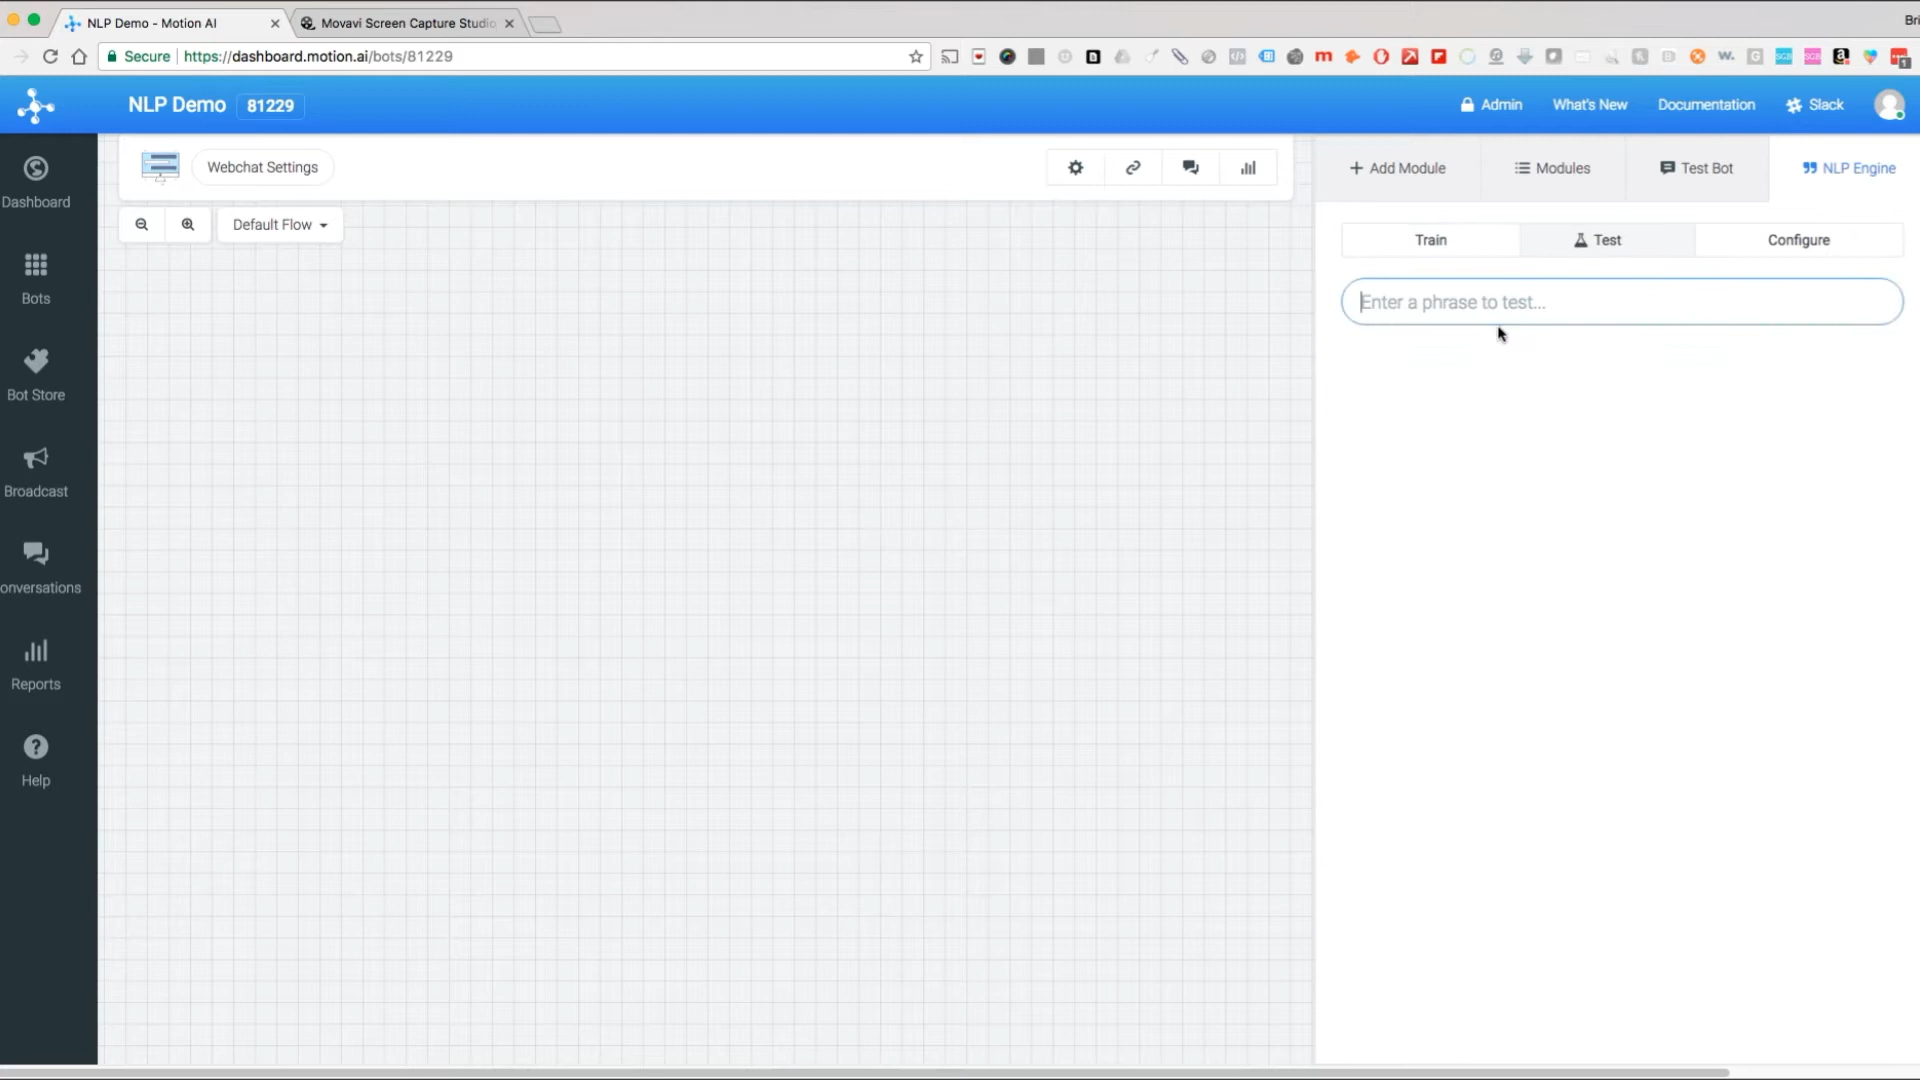 NLP Demo - Motion AI
Movavi Screen Capture Studio
Bri
Secure
https://dashboard.motion.ai/bots/81229
NLP Demo
81229
Admin
What's New
Documentation
Slack
Dashboard
Bots
Bot Store
Broadcast
onversations
Reports
Help
Webchat Settings
Default Flow
Add Module
Modules
Test Bot
NLP Engine
Train
Test
Configure
Enter a phrase to test...